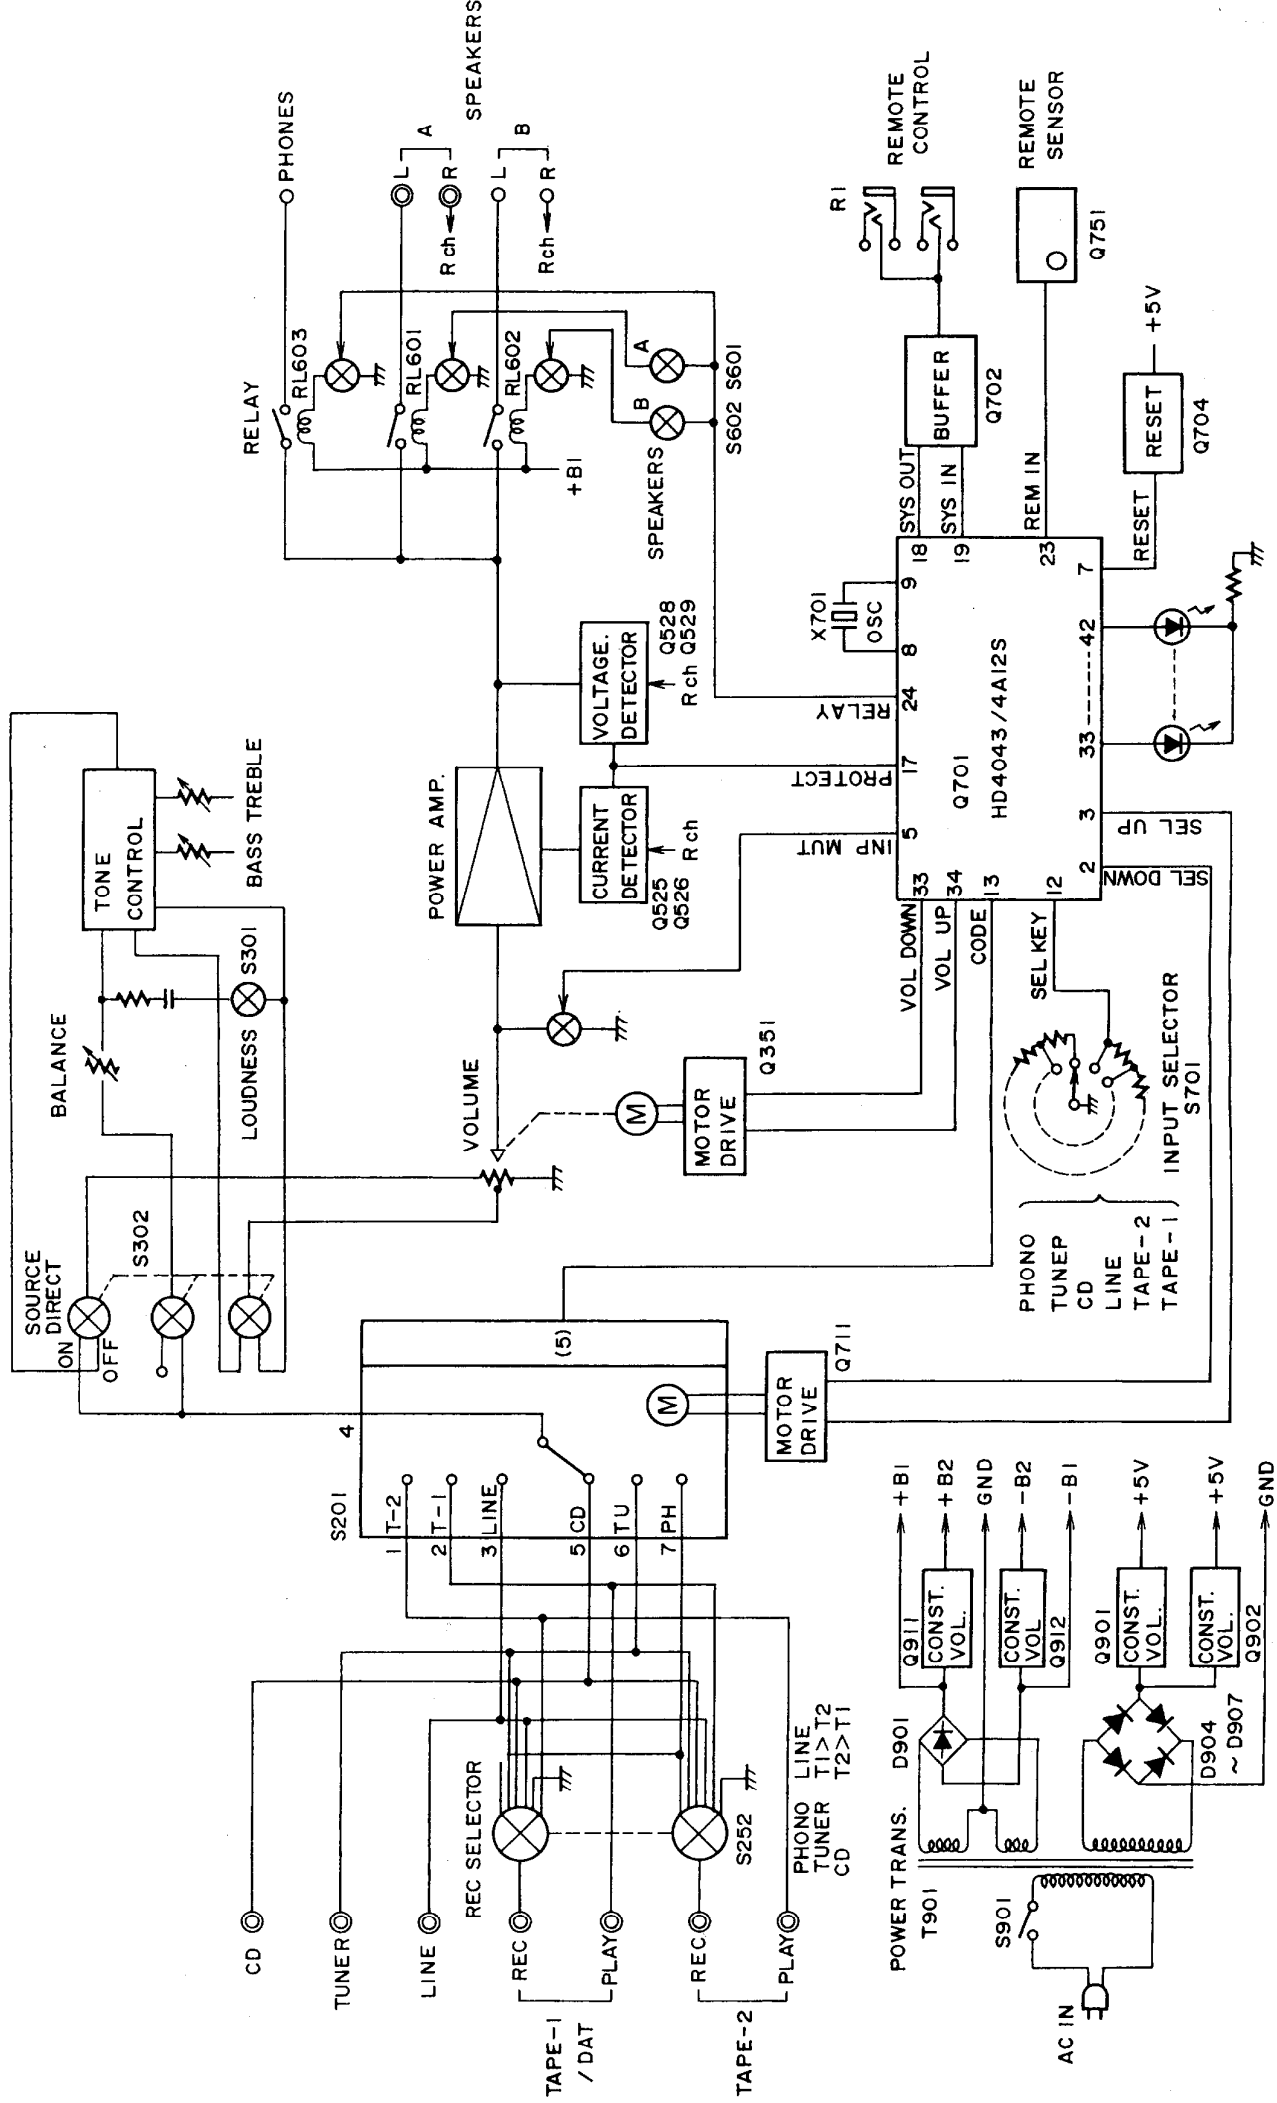 CD
TUNER
LINE
REC
PLAY
TAPE-1
/DAT
REC
PLAY
TAPE-2
REC SELECTOR
S252
PHONO LINE
TUNER T1>T2
CD T2>T1
S201
4
1 T-2
2 T-1
3 LINE
5 CD
6 TU
7 PH
(5)
M
MOTOR
DRIVE
Q711
SOURCE
DIRECT
ON
OFF
S302
BALANCE
LOUDNESS
S301
TONE
CONTROL
BASS TREBLE
VOLUME
M
MOTOR
DRIVE
Q351
POWER AMP.
CURRENT
DETECTOR
Q525
Q526
Rch
VOLTAGE.
DETECTOR
Q528
Q529
Rch
RELAY
RL603
RL601
RL602
+B1
SPEAKERS
B
A
S602 S601
PHONES
L
R
A
Rch
L
R
B
Rch
SPEAKERS
INP MUT
PROTECT
RELAY
X701
OSC
5
17
24
8
9
VOL DOWN
33
VOL UP
34
CODE
13
SEL KEY
12
Q701
HD4043/4A12S
18
SYS OUT
19
SYS IN
23
REM IN
BUFFER
Q702
R1
REMOTE
CONTROL
REMOTE
SENSOR
Q751
2
3
33
42
7
SEL DOWN
SEL UP
RESET
RESET
Q704
+5V
INPUT SELECTOR
S701
PHONO
TUNEP
CD
LINE
TAPE-2
TAPE-1
POWER TRANS.
T901
S901
AC IN
D901
D904
~D907
Q911
CONST.
VOL.
CONST.
VOL
Q912
Q901
CONST.
VOL.
CONST.
VOL.
Q902
+B1
+B2
GND
-B2
-B1
+5V
+5V
GND